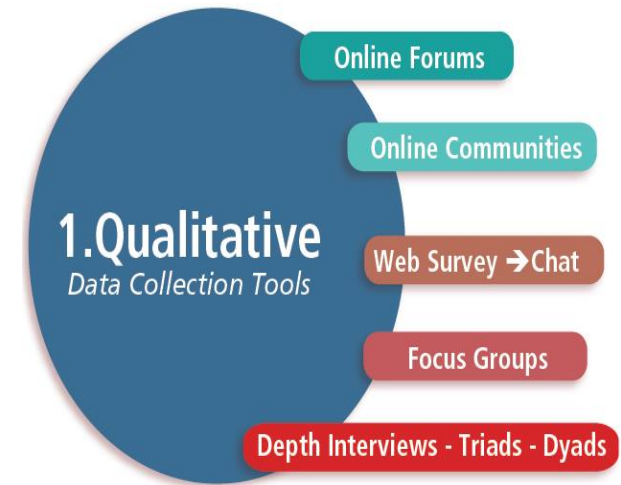 Online Forums
Online Communities
1.Qualitative
Data Collection Tools
Web Survey ➔Chat
Focus Groups
Depth Interviews - Triads - Dyads